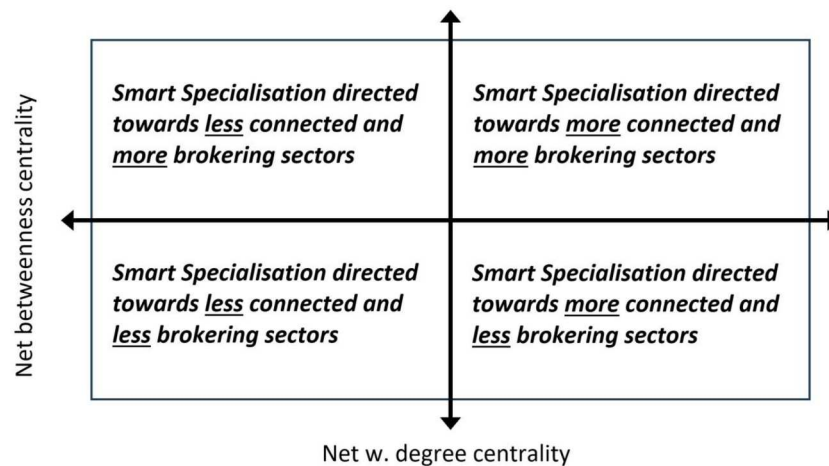 Smart Specialisation directed
towards less connected and
more brokering sectors
Smart Specialisation directed
towards more connected and
more brokering sectors
Net betweenness centrality
Smart Specialisation directed
towards less connected and
less brokering sectors
Smart Specialisation directed
towards more connected and
less brokering sectors
Net w. degree centrality